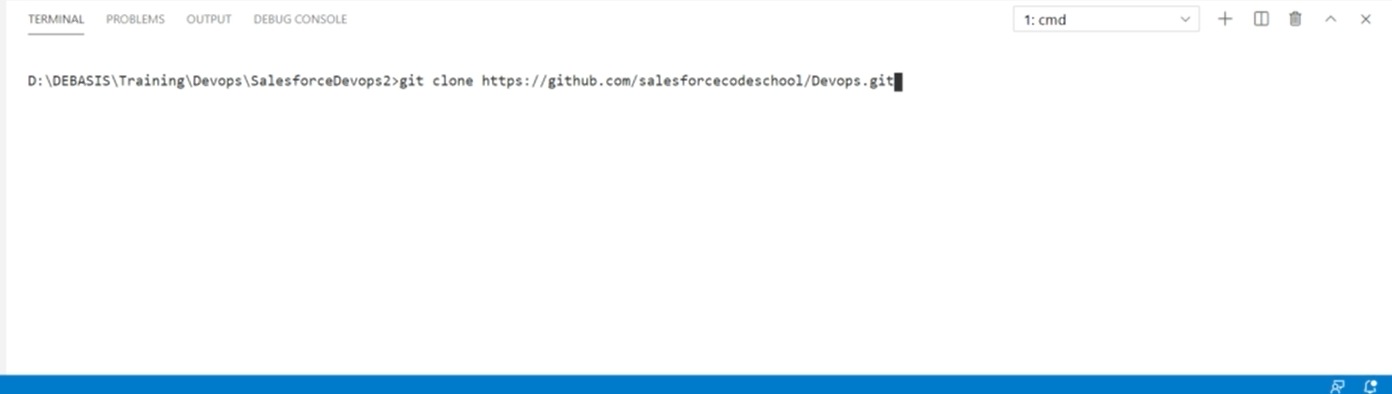 TERMINAL PROBLEMS OUTPUT DEBUG CONSOLE 1: cmd
D:\DEBASIS\Training\Devops\SalesforceDevops2>git clone https://github.com/salesforcecodeschool/Devops.git